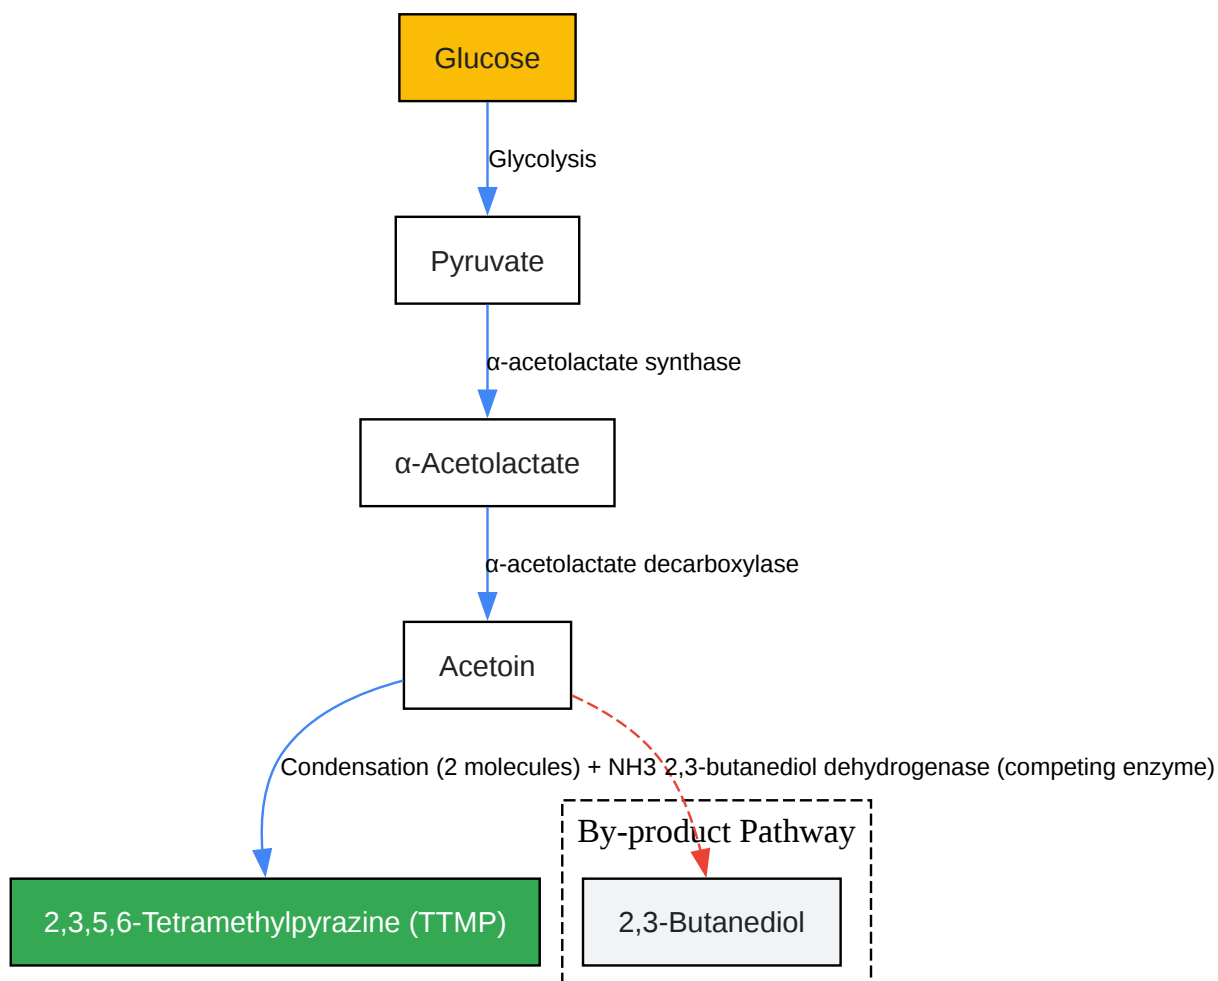 Glucose
Glycolysis
Pyruvate
α-acetolactate synthase
α-Acetolactate
α-acetolactate decarboxylase
Acetoin
Condensation (2 molecules) + NH3
2,3-butanediol dehydrogenase (competing enzyme)
By-product Pathway
2,3,5,6-Tetramethylpyrazine (TTMP)
2,3-Butanediol